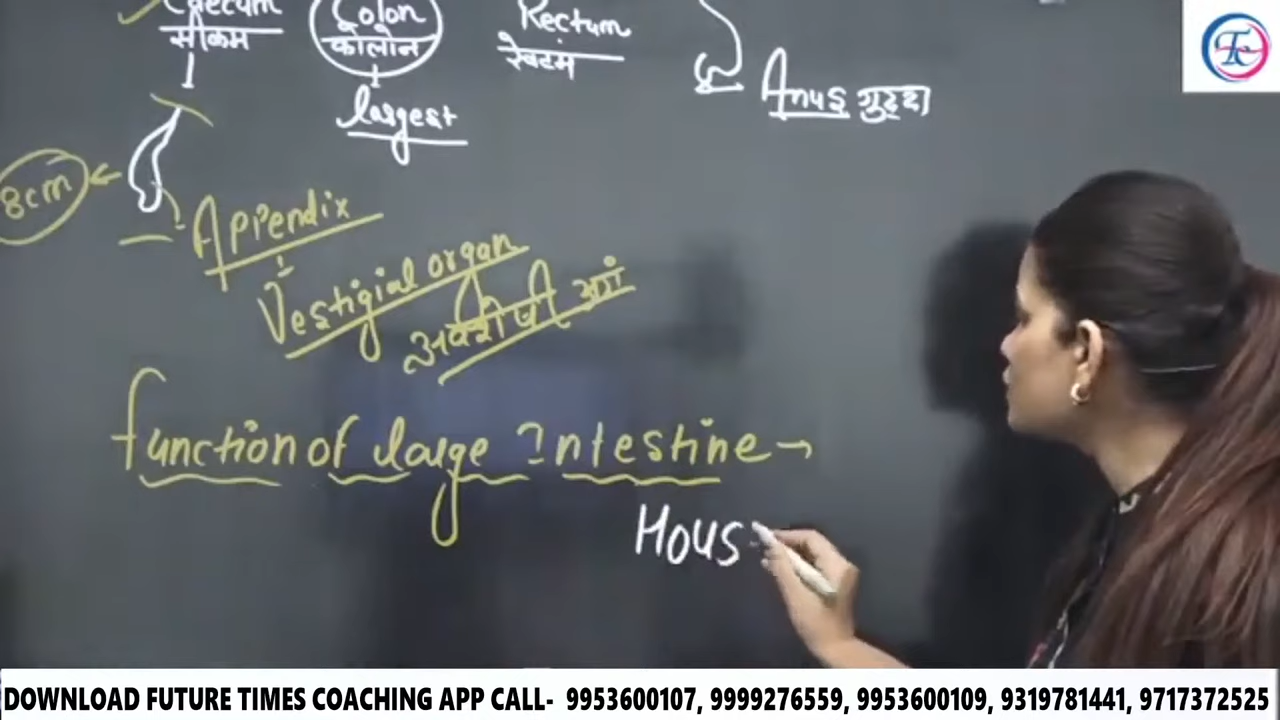 Caecum Colon Rectum
सीकम कोलोन रेक्टम
largest
Anus गुद्दा
8cm
Appendix
Vestigial organ
अवशेषी अंग
function of large Intestine →
Hous
DOWNLOAD FUTURE TIMES COACHING APP CALL- 9953600107, 9999276559, 9953600109, 9319781441, 9717372525